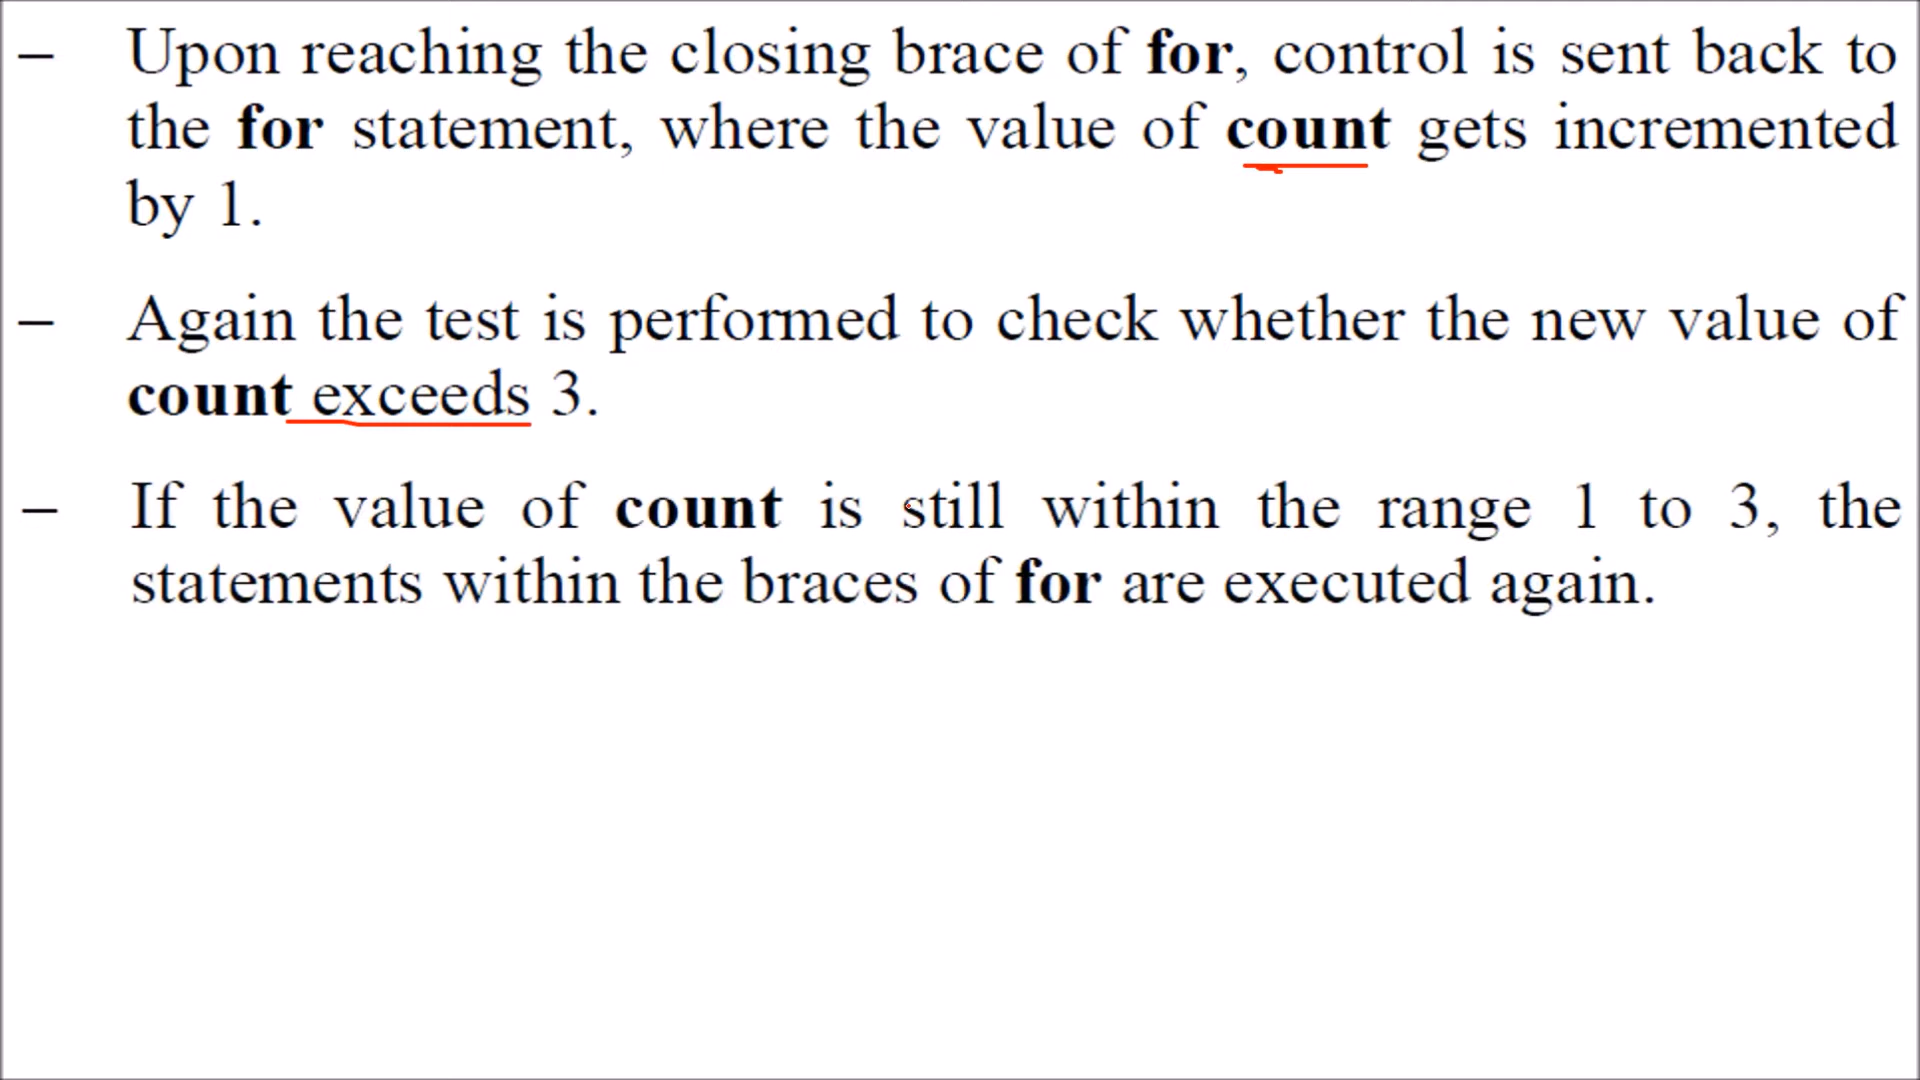 – Upon reaching the closing brace of for, control is sent back to
the for statement, where the value of count gets incremented
by 1.
– Again the test is performed to check whether the new value of
count exceeds 3.
– If the value of count is still within the range 1 to 3, the
statements within the braces of for are executed again.